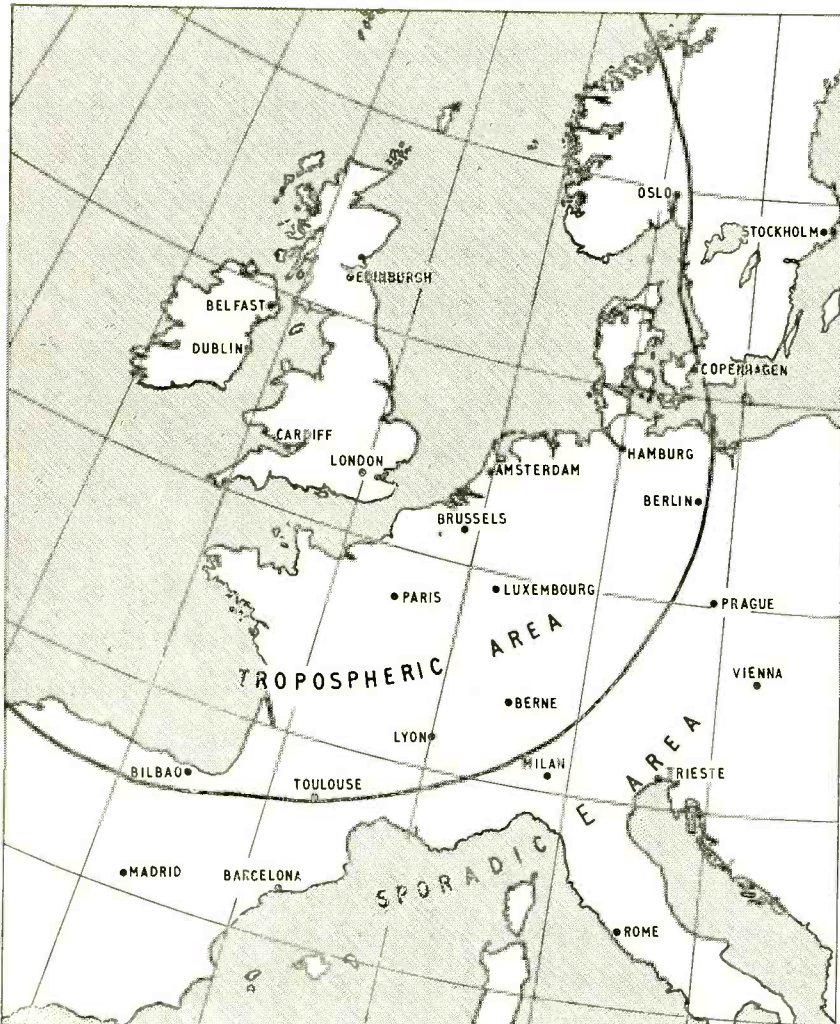 OSLO
STOCKHOLM
EDINBURGH
BELFAST
DUBLIN
COPENHAGEN
CARDIFF
LONDON
AMSTERDAM
HAMBURG
BERLIN
BRUSSELS
PARIS
LUXEMBOURG
PRAGUE
TROPOSPHERIC AREA
VIENNA
BERNE
LYON
BILBAO
MILAN
TRIESTE
TOULOUSE
SPORADIC E AREA
MADRID
BARCELONA
ROME